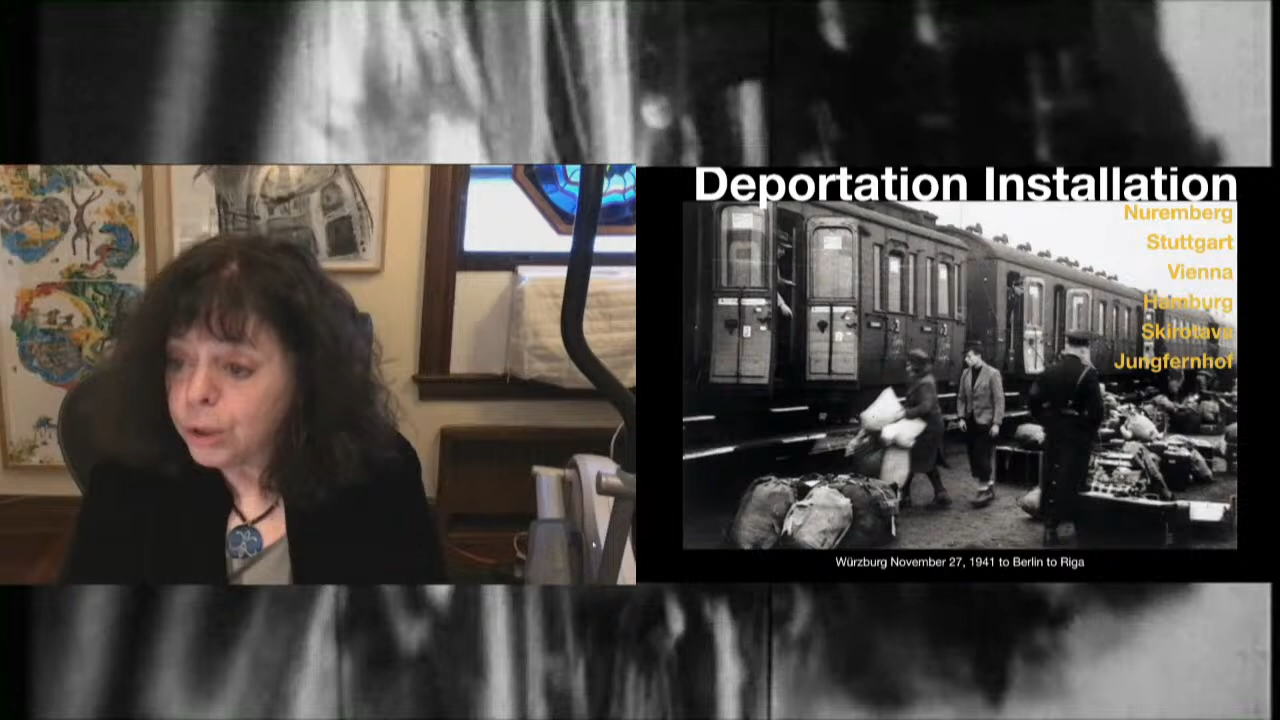 Deportation Installation
Nuremberg
Stuttgart
Vienna
Hamburg
Skirotava
Jungfernhof
Würzburg November 27, 1941 to Berlin to Riga